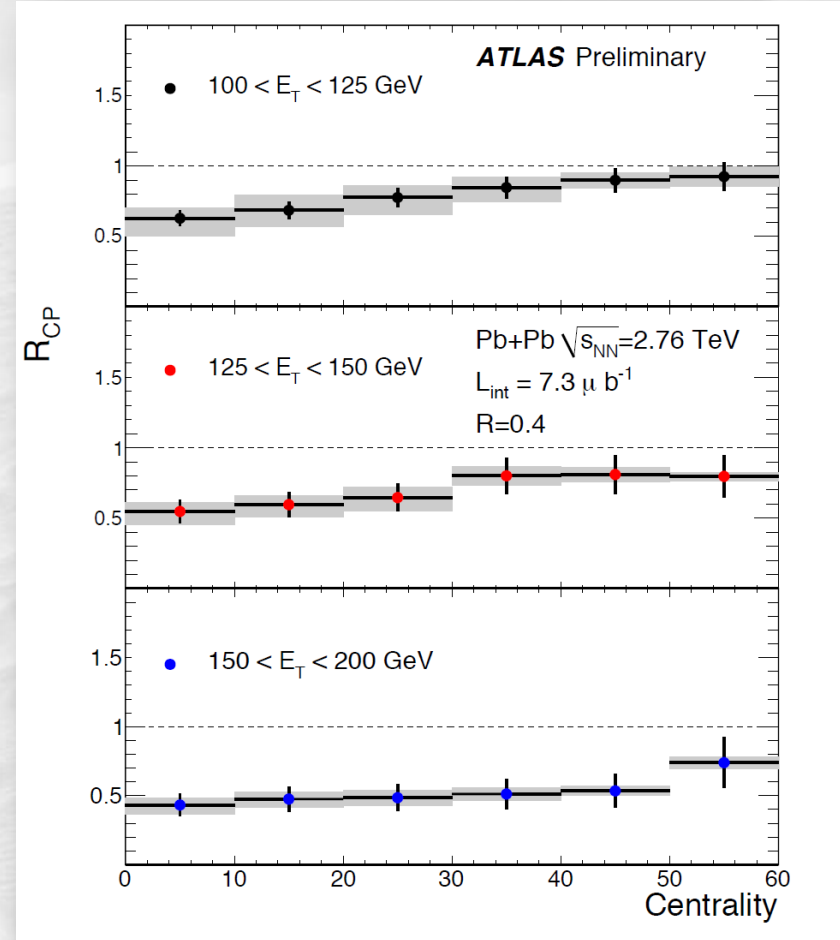 ATLAS Preliminary
100 < E_T < 125 GeV
1.5
1
0.5
R_CP
Pb+Pb √s_NN=2.76 TeV
125 < E_T < 150 GeV
1.5
L_int = 7.3 μ b^-1
R=0.4
1
0.5
150 < E_T < 200 GeV
1.5
1
0.5
0 10 20 30 40 50 60
Centrality